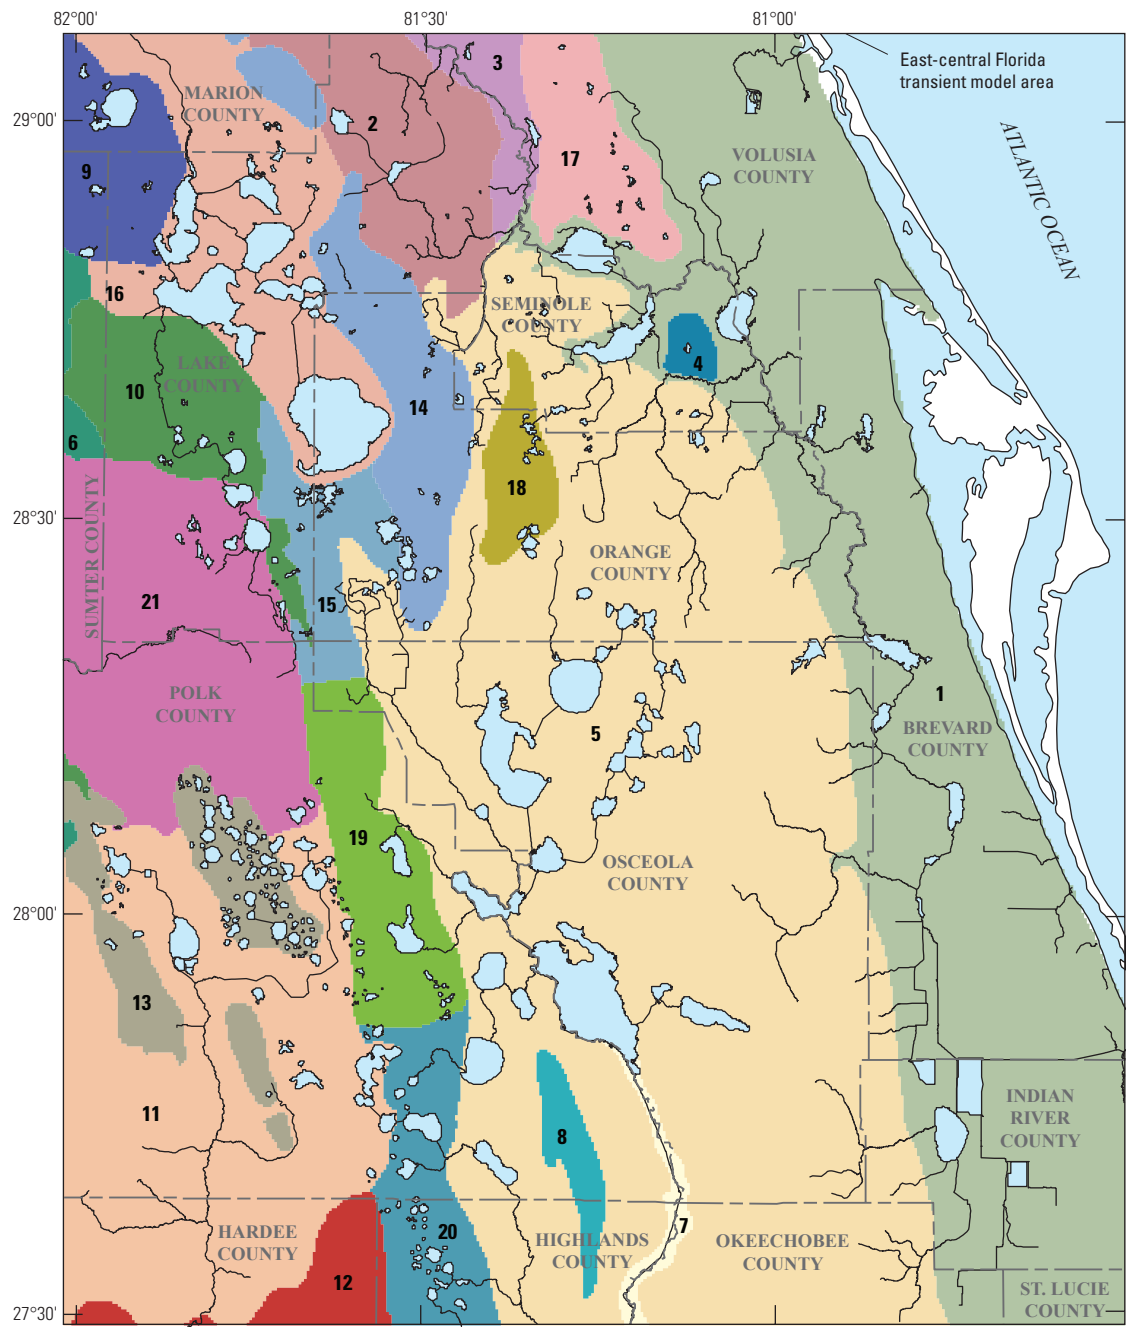 82°00'
81°30'
81°00'
East-central Florida
transient model area
3
MARION
COUNTY
29°00'
2
ATLANTIC OCEAN
17
VOLUSIA
COUNTY
9
16
SEMINOLE
COUNTY
LAKE
COUNTY
4
10
14
6
18
SUMTER COUNTY
28°30'
ORANGE
COUNTY
21
15
POLK
COUNTY
1
5
BREVARD
COUNTY
19
OSCEOLA
COUNTY
28°00'
13
11
INDIAN
RIVER
COUNTY
8
7
HARDEE
COUNTY
20
HIGHLANDS
COUNTY
OKEECHOBEE
COUNTY
12
ST. LUCIE
COUNTY
27°30'